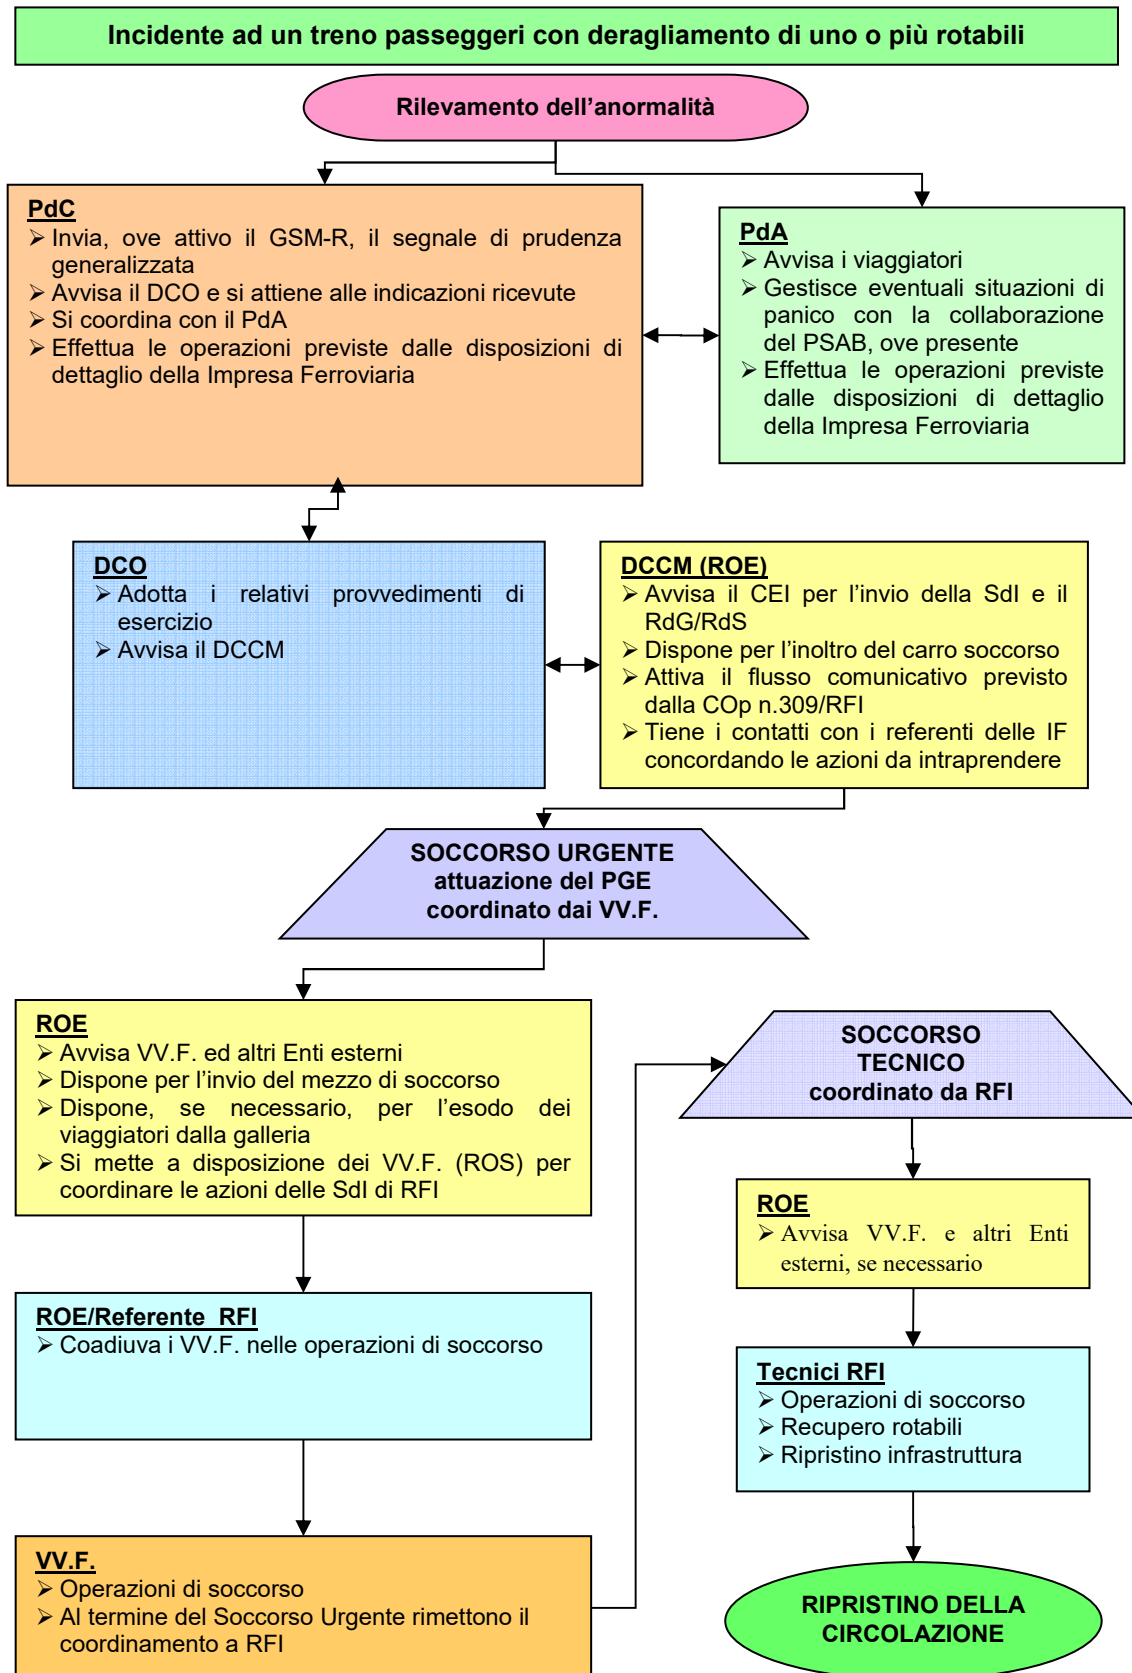 Incidente ad un treno passeggeri con deragliamento di uno o più rotabili
Rilevamento dell'anormalità
PdC
➢ Invia, ove attivo il GSM-R, il segnale di prudenza
generalizzata
➢ Avvisa il DCO e si attiene alle indicazioni ricevute
➢ Si coordina con il PdA
➢ Effettua le operazioni previste dalle disposizioni di
dettaglio della Impresa Ferroviaria
PdA
➢ Avvisa i viaggiatori
➢ Gestisce eventuali situazioni di
panico con la collaborazione
del PSAB, ove presente
➢ Effettua le operazioni previste
dalle disposizioni di dettaglio
della Impresa Ferroviaria
DCO
➢ Adotta i relativi provvedimenti di
esercizio
➢ Avvisa il DCCM
DCCM (ROE)
➢ Avvisa il CEI per l'invio della SdI e il
RdG/RdS
➢ Dispone per l'inoltro del carro soccorso
➢ Attiva il flusso comunicativo previsto
dalla COp n.309/RFI
➢ Tiene i contatti con i referenti delle IF
concordando le azioni da intraprendere
SOCCORSO URGENTE
attuazione del PGE
coordinato dai VV.F.
ROE
➢ Avvisa VV.F. ed altri Enti esterni
➢ Dispone per l'invio del mezzo di soccorso
➢ Dispone, se necessario, per l'esodo dei
viaggiatori dalla galleria
➢ Si mette a disposizione dei VV.F. (ROS) per
coordinare le azioni delle SdI di RFI
ROE/Referente RFI
➢ Coadiuva i VV.F. nelle operazioni di soccorso
VV.F.
➢ Operazioni di soccorso
➢ Al termine del Soccorso Urgente rimettono il
coordinamento a RFI
SOCCORSO
TECNICO
coordinato da RFI
ROE
➢ Avvisa VV.F. e altri Enti
esterni, se necessario
Tecnici RFI
➢ Operazioni di soccorso
➢ Recupero rotabili
➢ Ripristino infrastruttura
RIPRISTINO DELLA
CIRCOLAZIONE